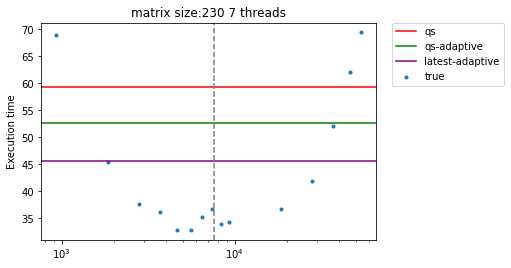 matrix size:230 7 threads
70
65
60
55
50
45
40
35
Execution time
10³
10⁴
qs
qs-adaptive
latest-adaptive
true